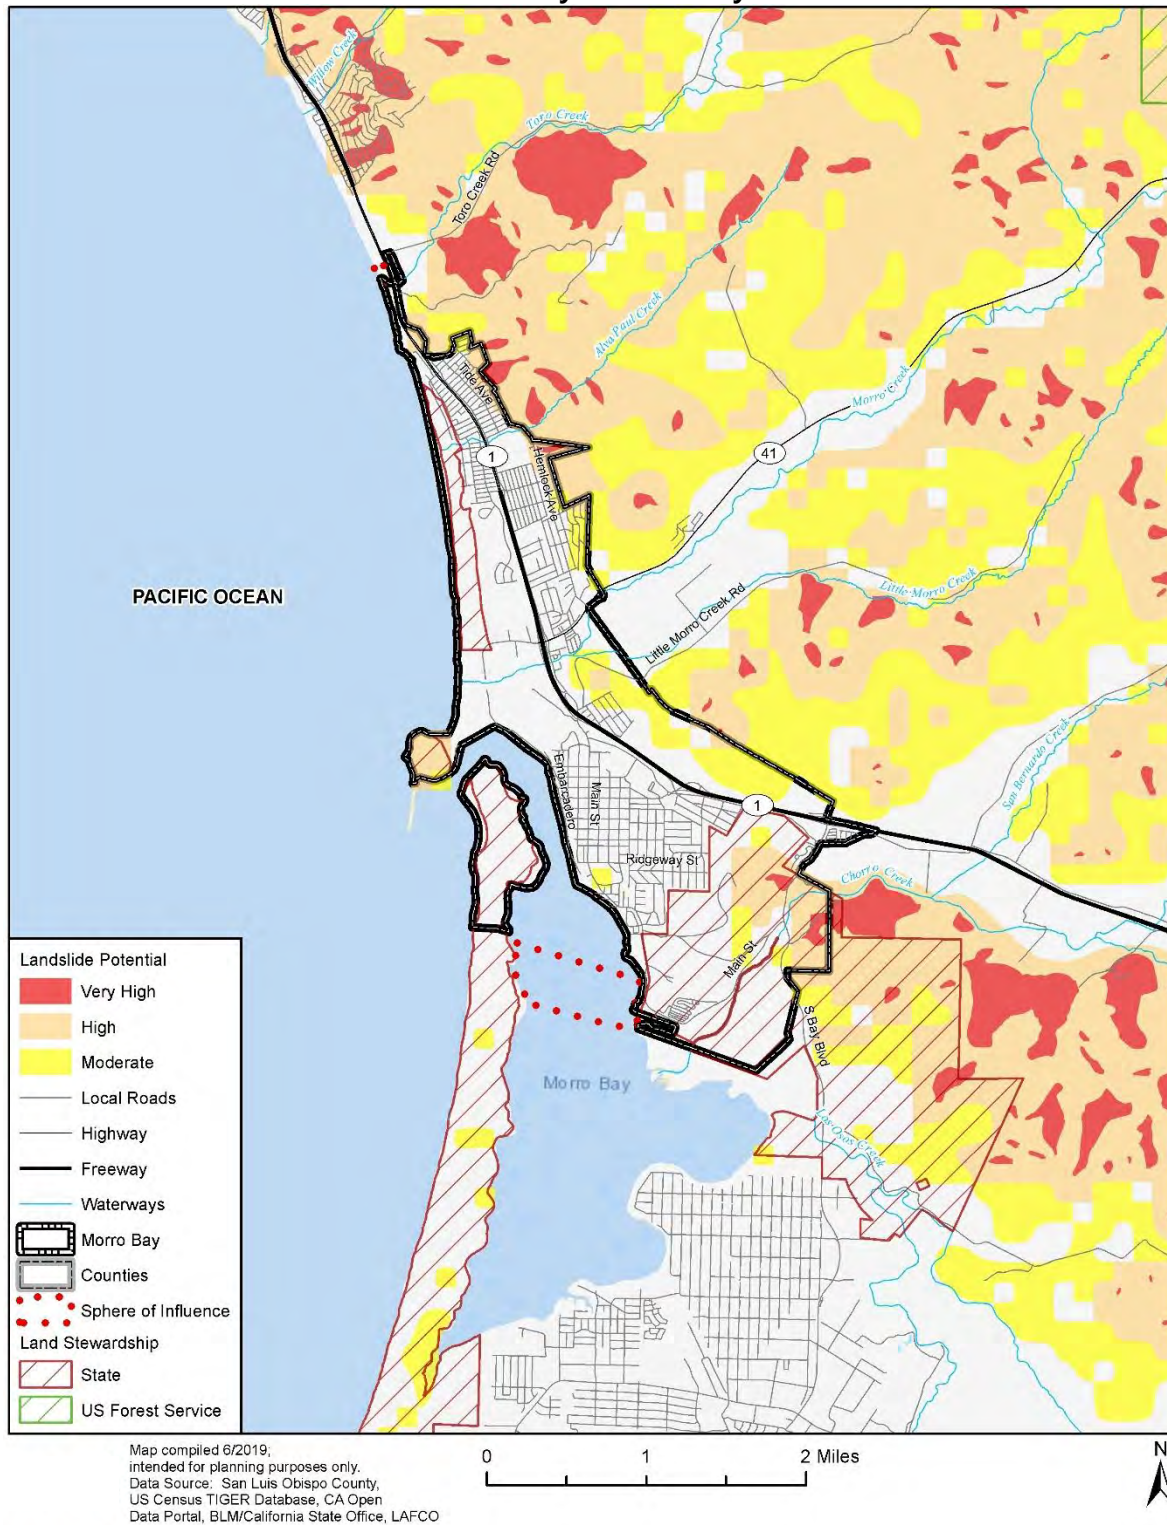 Willow Creek
Toro Creek
Toro Creek Rd
Alva Paul Creek
Tide Ave
Morro Creek
41
1
Hemlock Ave
PACIFIC OCEAN
Little Morro Creek
Little Morro Creek Rd
San Bernardo Creek
Embarcadero
Main St
1
Ridgeway St
Chorro Creek
Main St
S Bay Blvd
Morro Bay
Los Osos Creek
Landslide Potential
Very High
High
Moderate
Local Roads
Highway
Freeway
Waterways
Morro Bay
Counties
Sphere of Influence
Land Stewardship
State
US Forest Service
Map compiled 6/2019;
intended for planning purposes only.
Data Source: San Luis Obispo County,
US Census TIGER Database, CA Open
Data Portal, BLM/California State Office, LAFCO
0 1 2 Miles
N